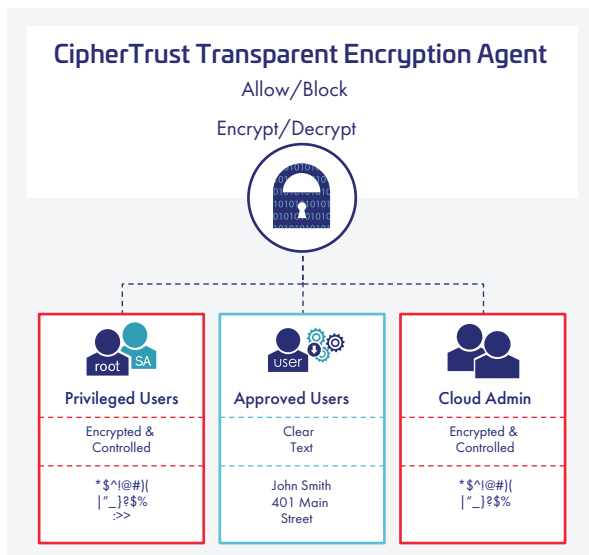 CipherTrust Transparent Encryption Agent
Allow/Block
Encrypt/Decrypt
root
SA
user
Privileged Users
Approved Users
Cloud Admin
Encrypted &
Controlled
Clear
Text
Encrypted &
Controlled
*$^!@#)(
|"_}?$%
:>>
John Smith
401 Main
Street
*$^!@#)(
|"_}?$%